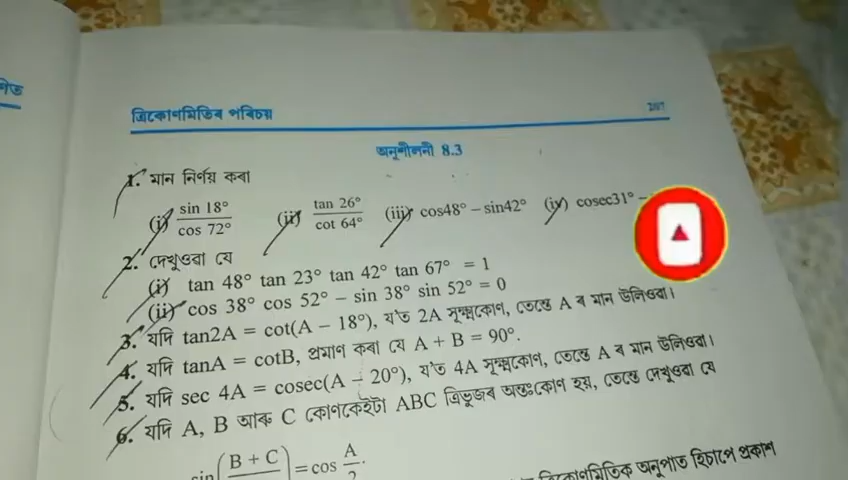 ত্ৰিকোণমিতিৰ পৰিচয় 207
অনুশীলনী 8.3
1. মান নিৰ্ণয় কৰা
(i) sin 18° / cos 72° (ii) tan 26° / cot 64° (iii) cos48° – sin42° (iv) cosec31° –
2. দেখুওৱা যে
(i) tan 48° tan 23° tan 42° tan 67° = 1
(ii) cos 38° cos 52° – sin 38° sin 52° = 0
3. যদি tan2A = cot(A – 18°), য'ত 2A সূক্ষ্মকোণ, তেন্তে A ৰ মান উলিওৱা।
4. যদি tanA = cotB, প্ৰমাণ কৰা যে A + B = 90°.
5. যদি sec 4A = cosec(A – 20°), য'ত 4A সূক্ষ্মকোণ, তেন্তে A ৰ মান উলিওৱা।
6. যদি A, B আৰু C কোণকেইটা ABC ত্ৰিভুজৰ অন্তঃকোণ হয়, তেন্তে দেখুওৱা যে
sin(B + C / ) = cos A / 2.
ত্ৰিকোণমিতিক অনুপাত হিচাপে প্ৰকাশ